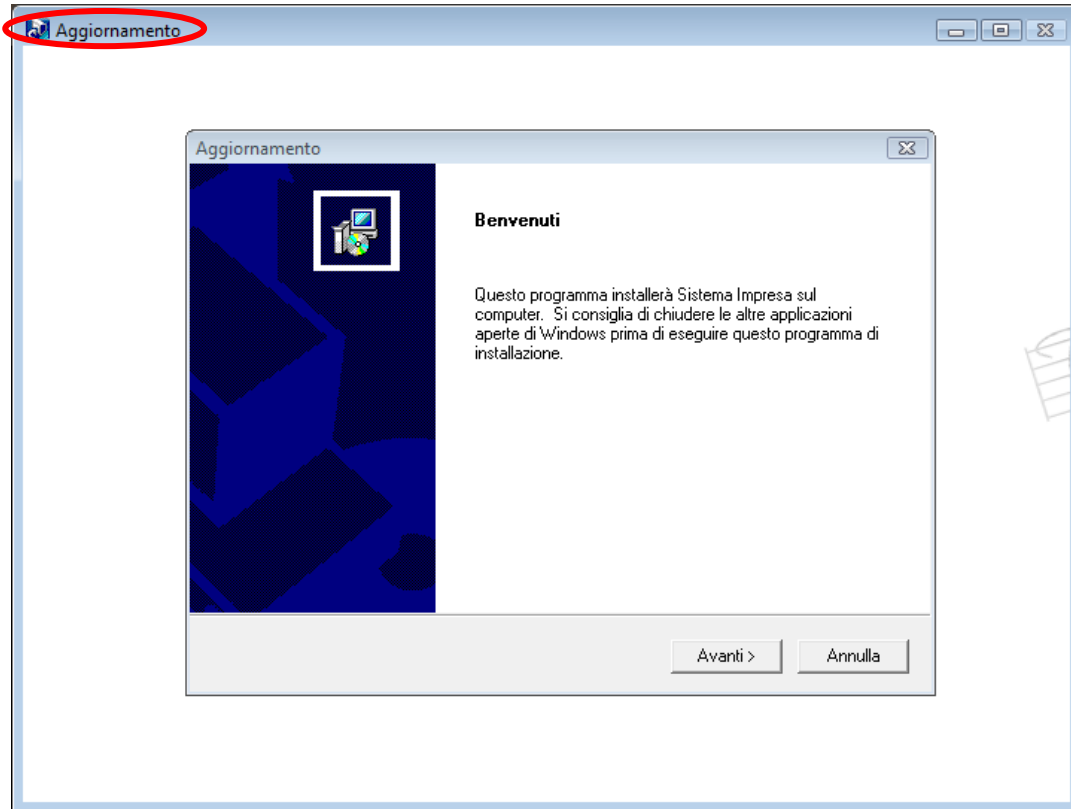 Aggiornamento
Aggiornamento
Benvenuti
Questo programma installerà Sistema Impresa sul
computer. Si consiglia di chiudere le altre applicazioni
aperte di Windows prima di eseguire questo programma di
installazione.
Avanti >
Annulla